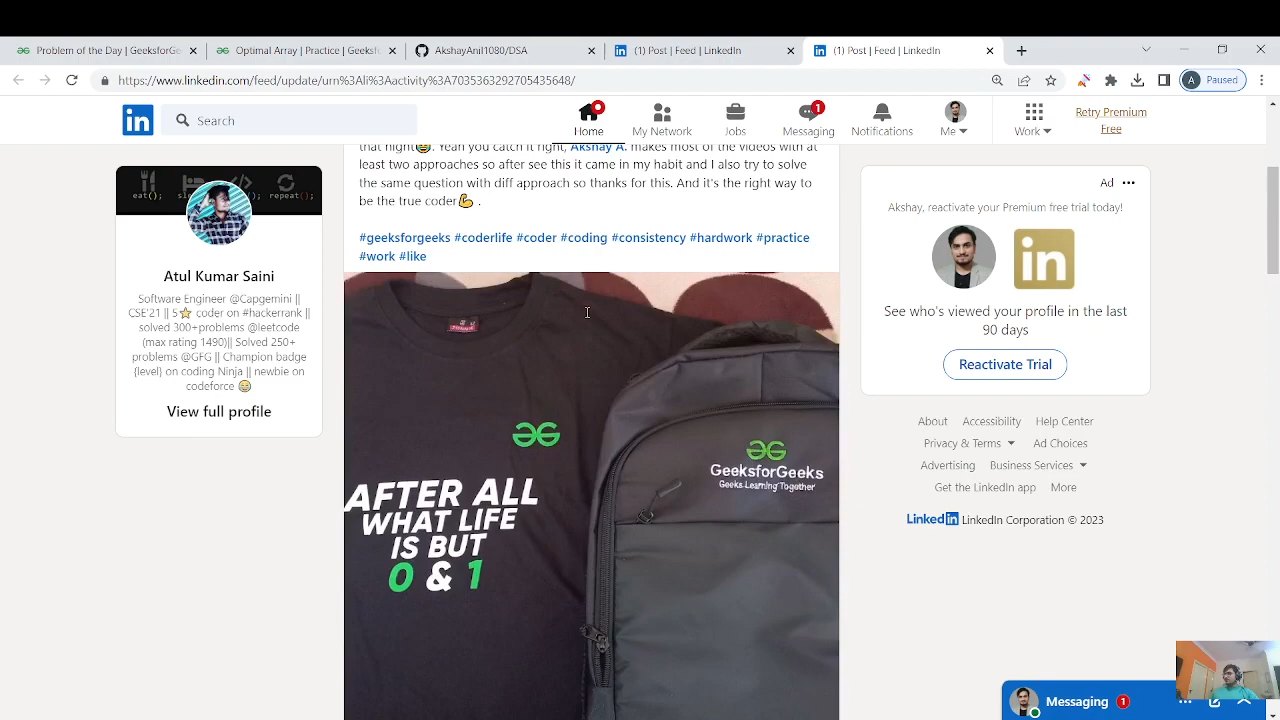 Problem of the Day | GeeksforGe
Optimal Array | Practice | Geeksfo
AkshayAnil1080/DSA
(1) Post | Feed | LinkedIn
(1) Post | Feed | LinkedIn
https://www.linkedin.com/feed/update/urn%3Ali%3Aactivity%3A7035363292705435648/
A Paused
in Search
1
Home
My Network
Jobs
Messaging
Notifications
Me
Work
Retry Premium
Free
eat();
repeat();
Atul Kumar Saini
Software Engineer @Capgemini ||
CSE'21 || 5⭐ coder on #hackerrank ||
solved 300+problems @leetcode
(max rating 1490)|| Solved 250+
problems @GFG || Champion badge
{level} on coding Ninja || newbie on
codeforce 😅
View full profile
that right😅. Yeah you catch it right, Akshay A. makes most of the videos with at
least two approaches so after see this it came in my habit and I also try to solve
the same question with diff approach so thanks for this. And it's the right way to
be the true coder💪 .
#geeksforgeeks #coderlife #coder #coding #consistency #hardwork #practice
#work #like
AFTER ALL
WHAT LIFE
IS BUT
0 & 1
GeeksforGeeks
Geeks Learning Together
Ad
Akshay, reactivate your Premium free trial today!
in
See who's viewed your profile in the last
90 days
Reactivate Trial
About Accessibility Help Center
Privacy & Terms Ad Choices
Advertising Business Services
Get the LinkedIn app More
LinkedIn LinkedIn Corporation © 2023
Messaging 1